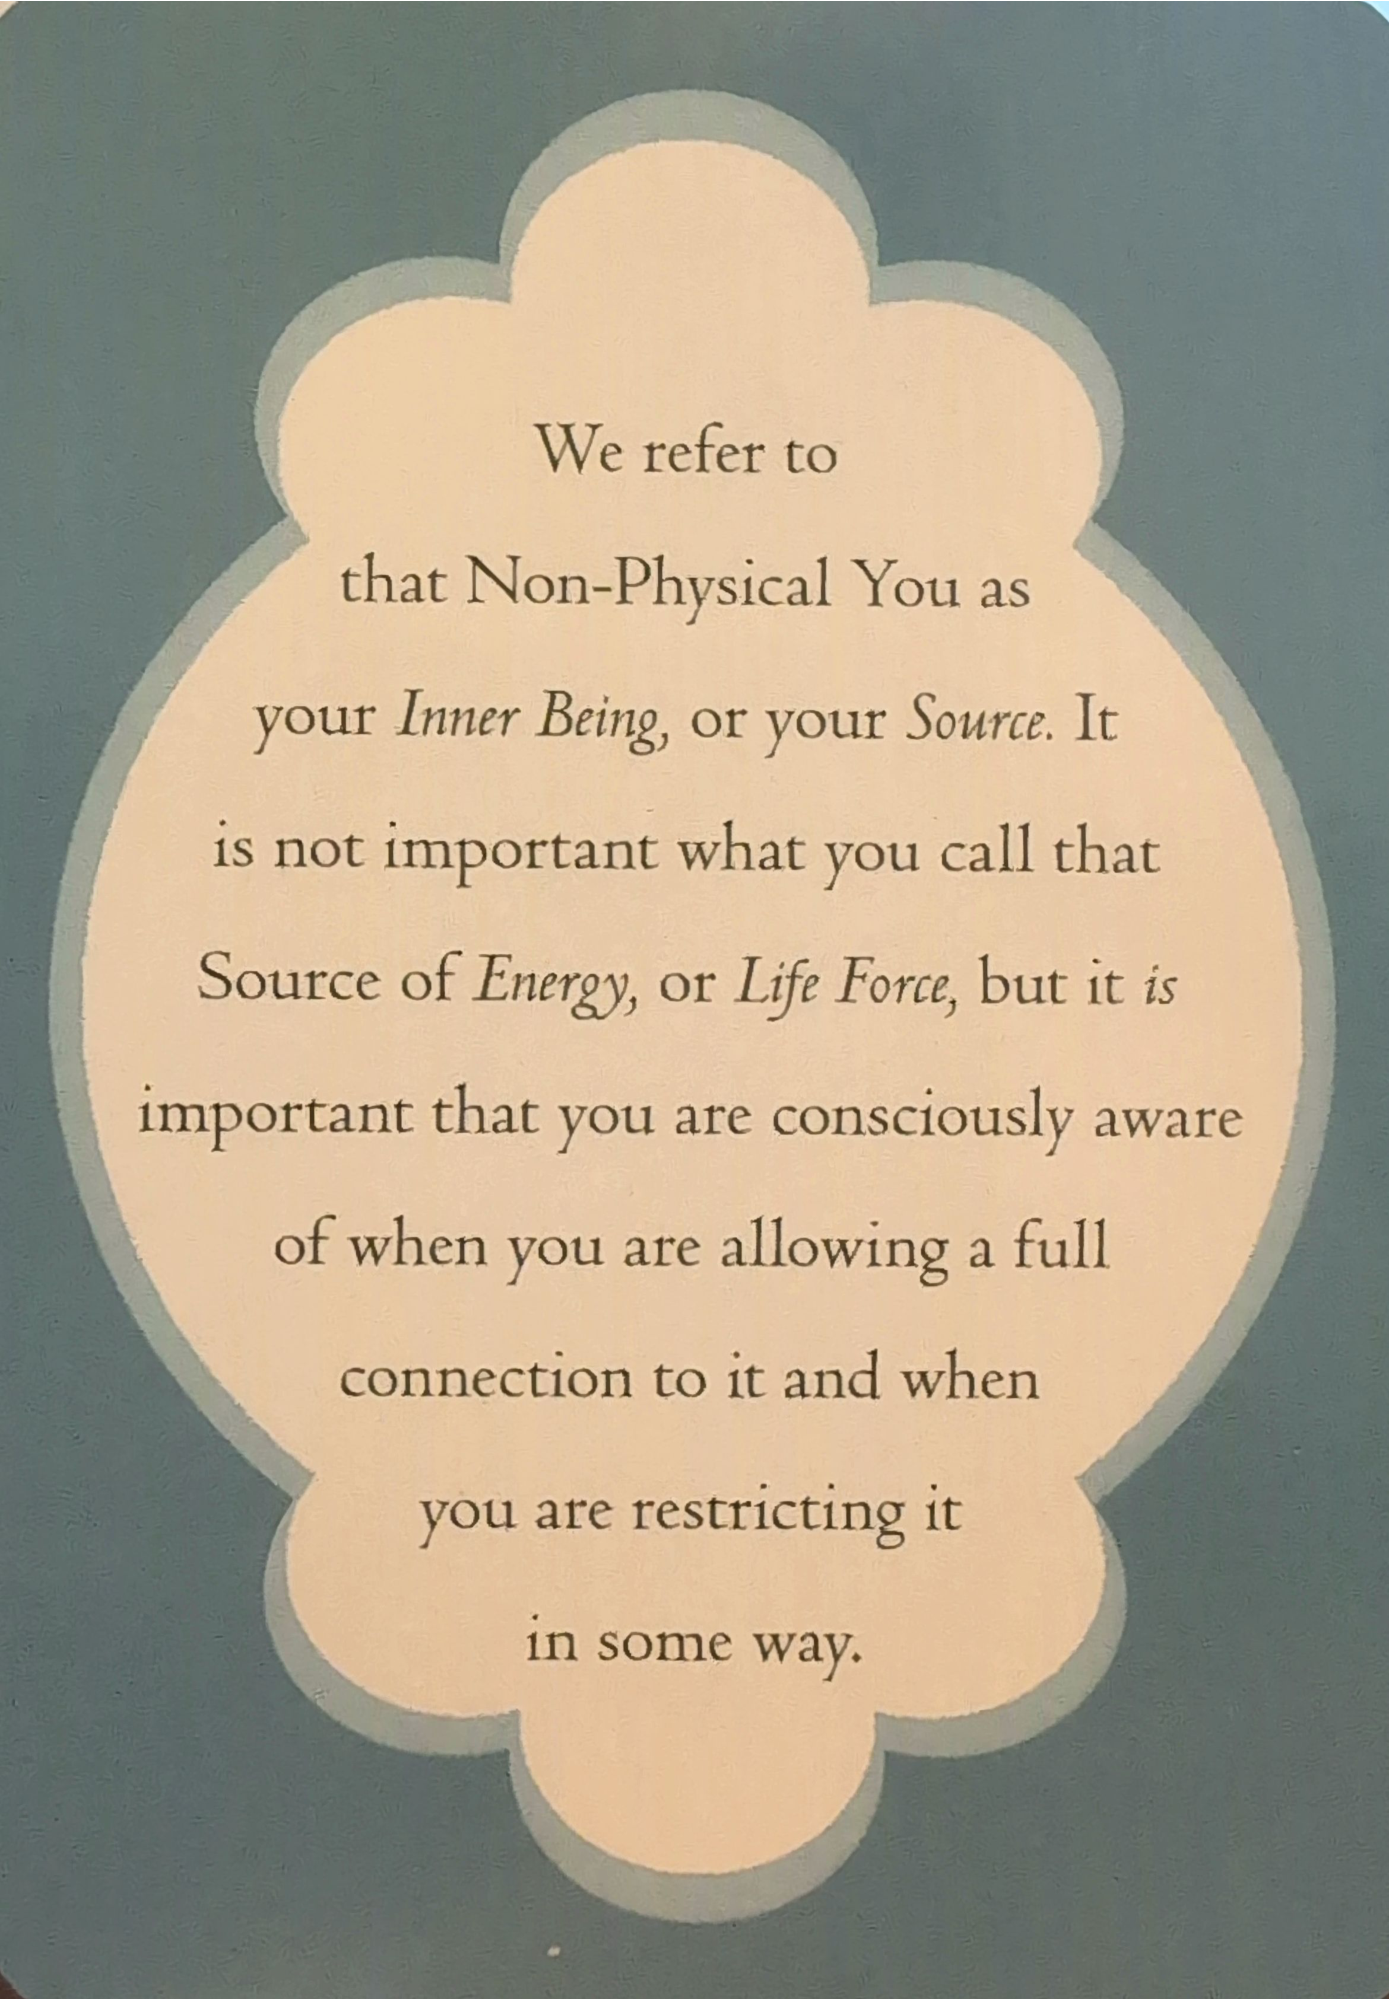 We refer to
that Non-Physical You as
your Inner Being, or your Source. It
is not important what you call that
Source of Energy, or Life Force, but it is
important that you are consciously aware
of when you are allowing a full
connection to it and when
you are restricting it
in some way.